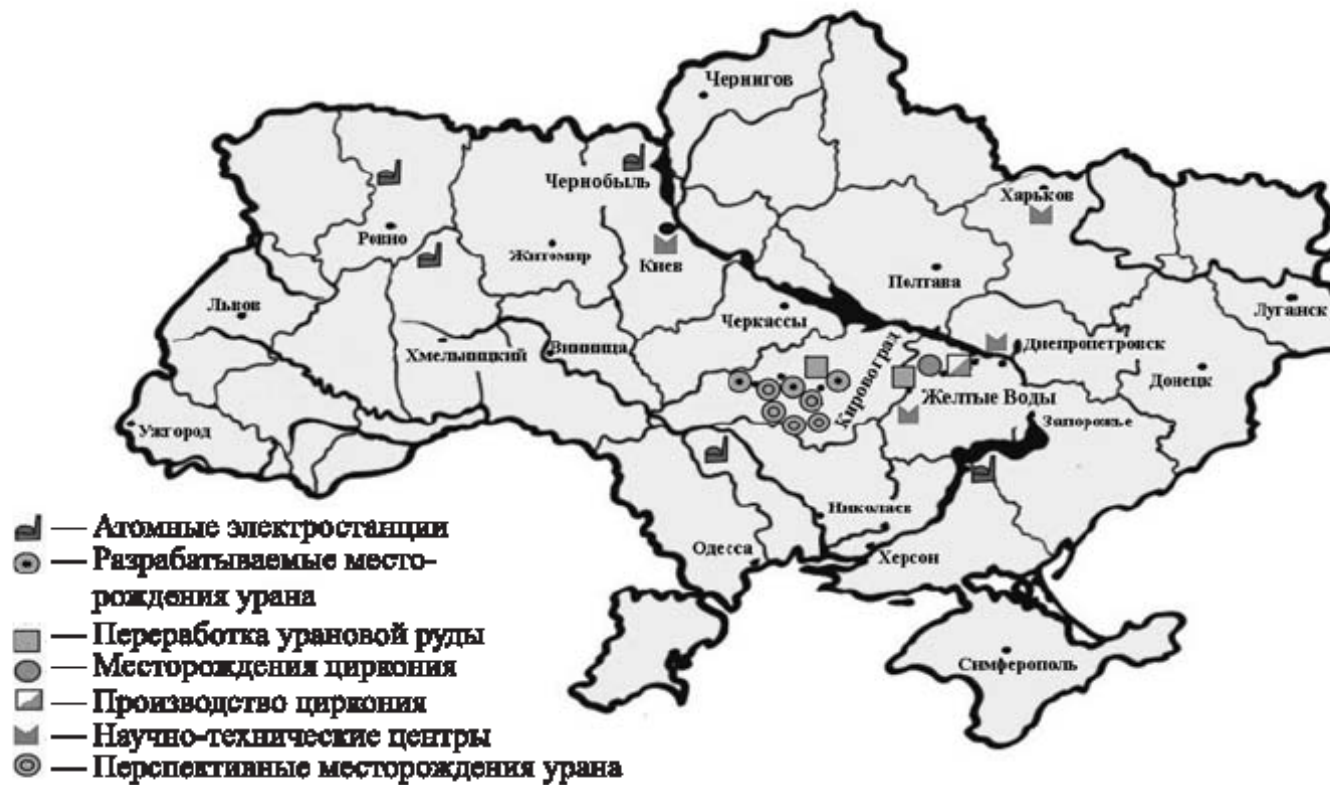 Чернигов
Чернобыль
Харьков
Ровно
Житомир
Киев
Полтава
Львов
Черкассы
Луганск
Хмельницкий
Винница
Днепропетровск
Кировоград
Донецк
Желтые Воды
Запорожье
Ужгород
Николаев
Одесса
Херсон
Симферополь
— Атомные электростанции
— Разрабатываемые место-
рождения урана
— Переработка урановой руды
— Месторождения циркония
— Производство циркония
— Научно-технические центры
— Перспективные месторождения урана